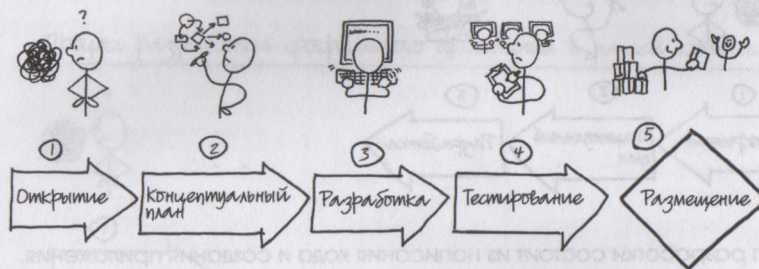 ?
① ② ③ ④ ⑤
Открытие
Концептуальный
план
Разработка
Тестирование
Размещение